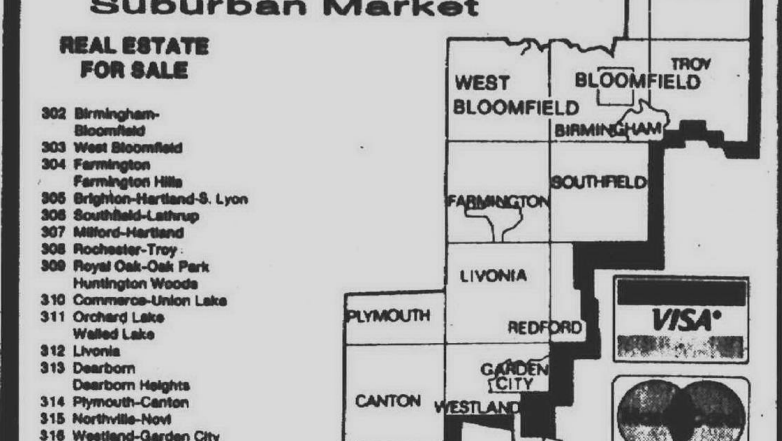 Suburban Market
REAL ESTATE
FOR SALE
302 Birmingham-
Bloomfield
303 West Bloomfield
304 Farmington
Farmington Hills
305 Brighton-Hartland-S. Lyon
306 Southfield-Lathrup
307 Milford-Hartland
308 Rochester-Troy
309 Royal Oak-Oak Park
Huntington Woods
310 Commerce-Union Lake
311 Orchard Lake
Walled Lake
312 Livonia
313 Dearborn
Dearborn Heights
314 Plymouth-Canton
315 Northville-Novi
316 Westland-Garden City
TROY
WEST
BLOOMFIELD
BLOOMFIELD
BIRMINGHAM
FARMINGTON
SOUTHFIELD
LIVONIA
PLYMOUTH
REDFORD
GARDEN
CITY
CANTON
WESTLAND
VISA®